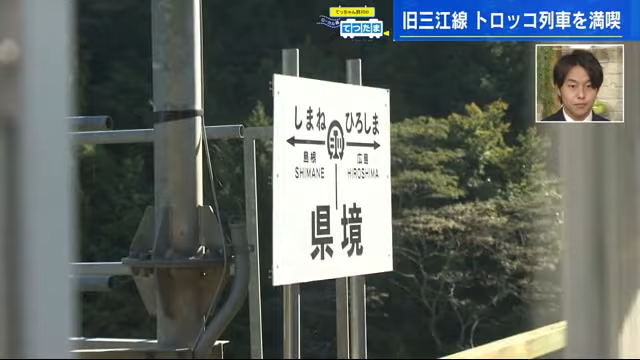 てつたま
旧三江線 トロッコ列車を満喫
しまね ひろしま
島根 広島
SHIMANE HIROSHIMA
県境